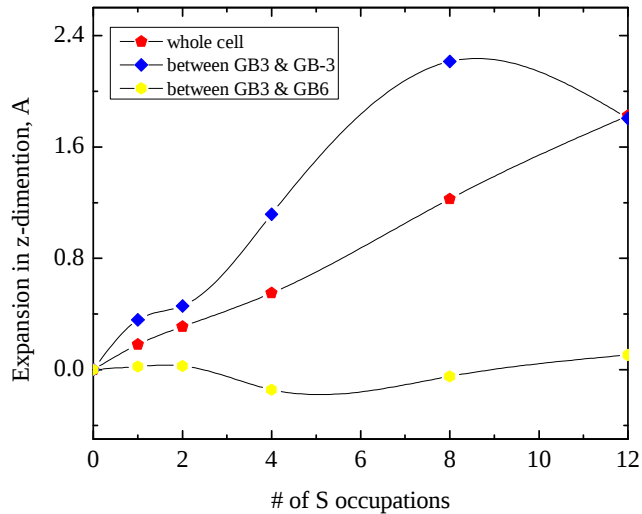 2.4
1.6
0.8
0.0
Expansion in z-dimention, A
whole cell
between GB3 & GB-3
between GB3 & GB6
0 2 4 6 8 10 12
# of S occupations